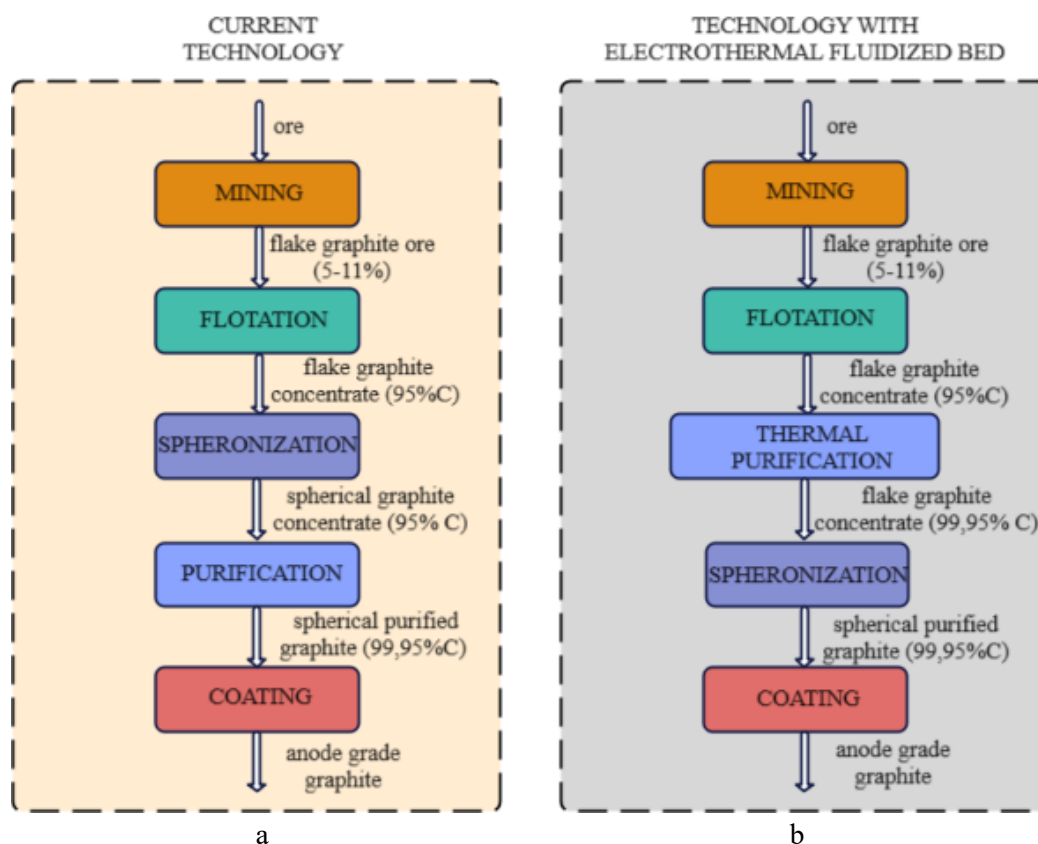 CURRENT
TECHNOLOGY
ore
MINING
flake graphite ore
(5-11%)
FLOTATION
flake graphite
concentrate (95%C)
SPHERONIZATION
spherical graphite
concentrate (95% C)
PURIFICATION
spherical purified
graphite (99,95%C)
COATING
anode grade
graphite
a
TECHNOLOGY WITH
ELECTROTHERMAL FLUIDIZED BED
ore
MINING
flake graphite ore
(5-11%)
FLOTATION
flake graphite
concentrate (95%C)
THERMAL
PURIFICATION
flake graphite
concentrate (99,95% C)
SPHERONIZATION
spherical purified
graphite (99,95%C)
COATING
anode grade
graphite
b